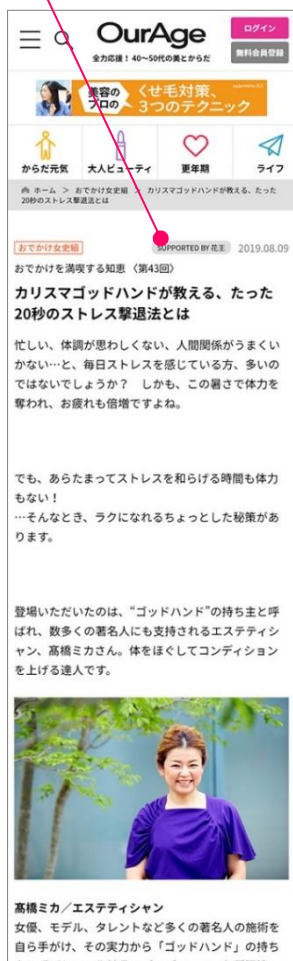 OurAge
全力応援！40〜50代の美とからだ
ログイン
無料会員登録
美容の
プロの
くせ毛対策、
3つのテクニック
からだ元気
大人ビューティ
更年期
ライフ
ホーム ＞ おでかけ女史組 ＞ カリスマゴッドハンドが教える、たった
20秒のストレス撃退法とは
おでかけ女史組
SUPPORTED BY 花王
2019.08.09
おでかけを満喫する知恵〈第43回〉
カリスマゴッドハンドが教える、たった
20秒のストレス撃退法とは
忙しい、体調が思わしくない、人間関係がうまくい
かない…と、毎日ストレスを感じている方、多いの
ではないでしょうか？　しかも、この暑さで体力を
奪われ、お疲れも倍増ですよね。
でも、あらたまってストレスを和らげる時間も体力
もない！
…そんなとき、ラクになれるちょっとした秘策があ
ります。
登場いただいたのは、“ゴッドハンド”の持ち主と呼
ばれ、数多くの著名人にも支持されるエステティシ
ャン、髙橋ミカさん。体をほぐしてコンディション
を上げる達人です。
髙橋ミカ／エステティシャン
女優、モデル、タレントなど多くの著名人の施術を
自ら手がけ、その実力から「ゴッドハンド」の持ち